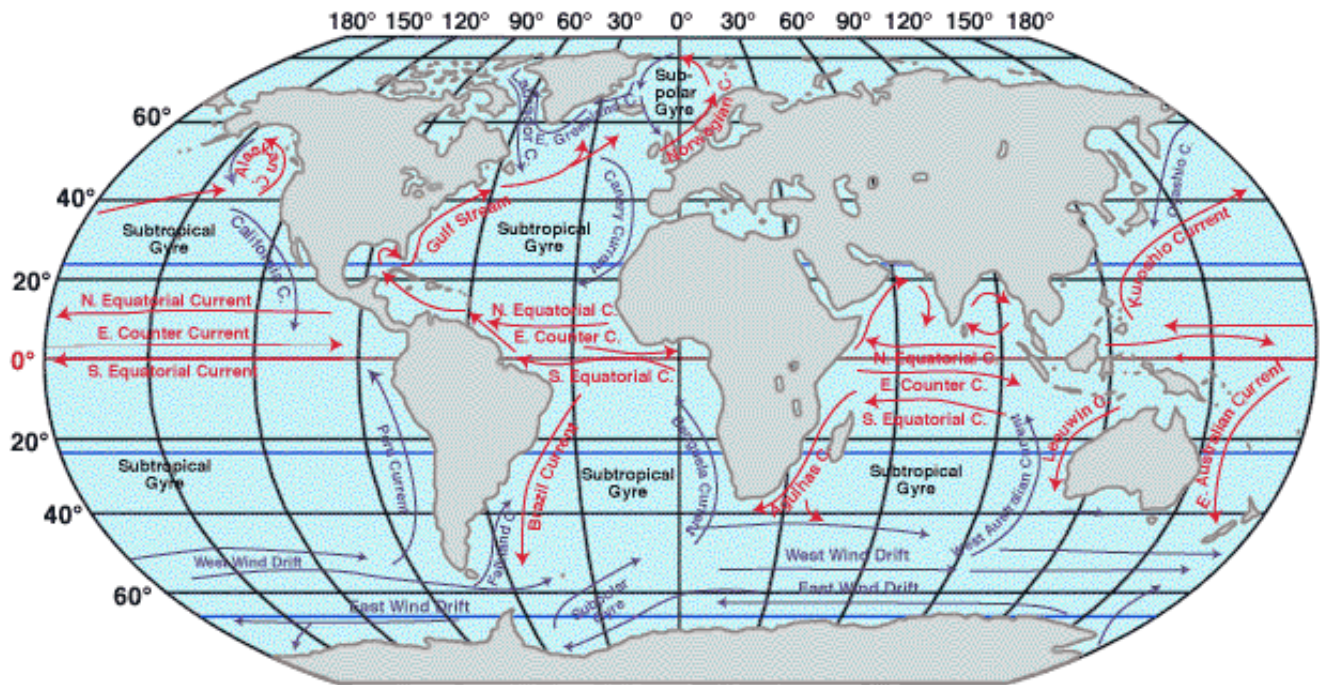 180° 150° 120° 90° 60° 30° 0° 30° 60° 90° 120° 150° 180°
60°
40°
20°
0°
20°
40°
60°
Labrador C.
E. Greenland C.
Sub-
polar
Gyre
Norwegian C.
Alaska C.
Oyashio C.
Subtropical
Gyre
California C.
Gulf Stream
Subtropical
Gyre
Canary Current
Kuroshio Current
N. Equatorial Current
E. Counter Current
S. Equatorial Current
N. Equatorial C.
E. Counter C.
S. Equatorial C.
N. Equatorial C.
E. Counter C.
S. Equatorial C.
Subtropical
Gyre
Peru Current
Brazil Current
Subtropical
Gyre
Benguela Current
Agulhas C.
Subtropical
Gyre
West Australian Current
Leeuwin C.
E. Australian Current
Falkland C.
West Wind Drift
East Wind Drift
Subpolar
Gyre
West Wind Drift
East Wind Drift